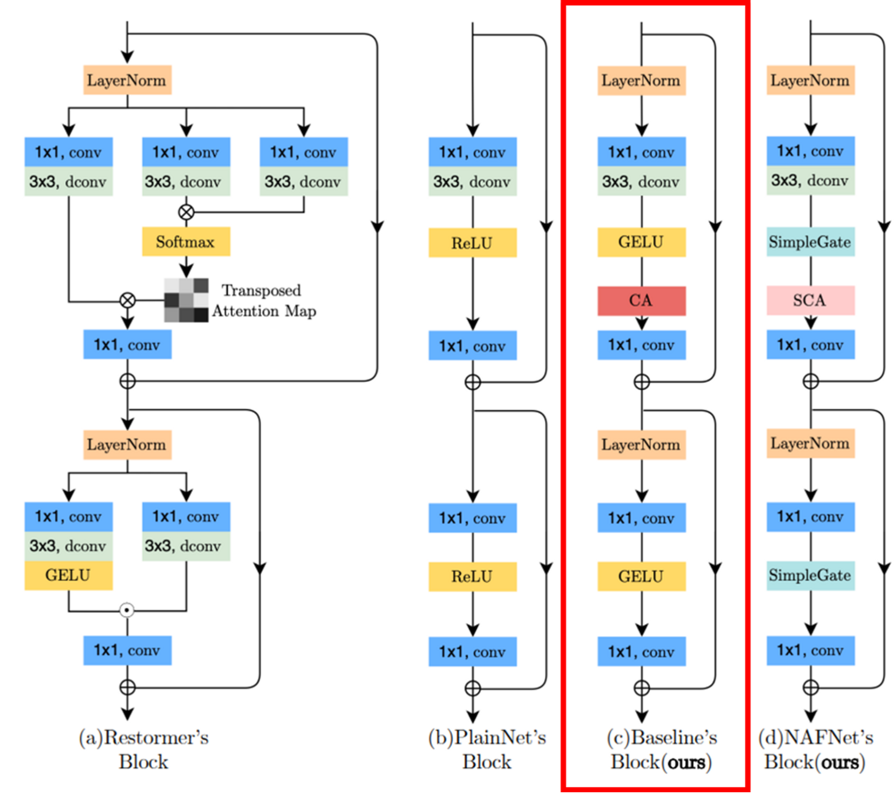 LayerNorm
1x1, conv
3x3, dconv
1x1, conv
3x3, dconv
1x1, conv
3x3, dconv
Softmax
Transposed
Attention Map
1x1, conv
LayerNorm
1x1, conv
3x3, dconv
GELU
1x1, conv
3x3, dconv
1x1, conv
(a)Restormer's
Block
1x1, conv
3x3, dconv
ReLU
1x1, conv
1x1, conv
ReLU
1x1, conv
(b)PlainNet's
Block
LayerNorm
1x1, conv
3x3, dconv
GELU
CA
1x1, conv
LayerNorm
1x1, conv
GELU
1x1, conv
(c)Baseline's
Block(ours)
LayerNorm
1x1, conv
3x3, dconv
SimpleGate
SCA
1x1, conv
LayerNorm
1x1, conv
SimpleGate
1x1, conv
(d)NAFNet's
Block(ours)